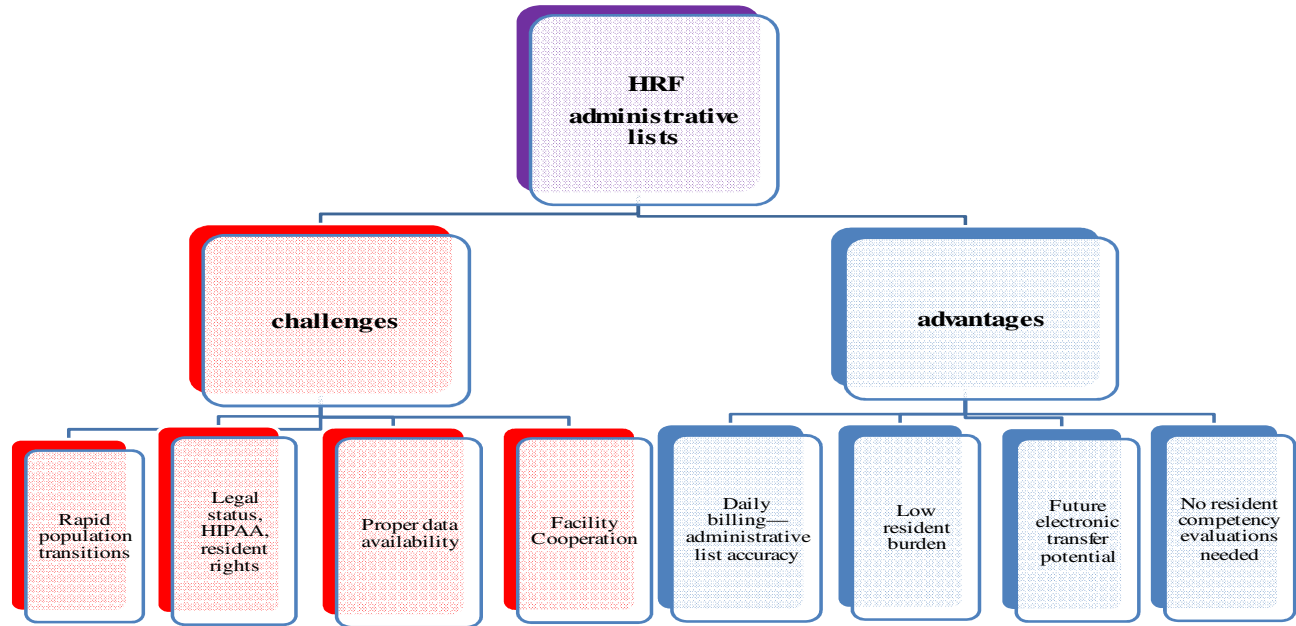 HRF
administrative
lists
challenges
advantages
Rapid
population
transitions
Legal
status,
HIPAA,
resident
rights
Proper data
availability
Facility
Cooperation
Daily
billing—
administrative
list accuracy
Low
resident
burden
Future
electronic
transfer
potential
No resident
competency
evaluations
needed